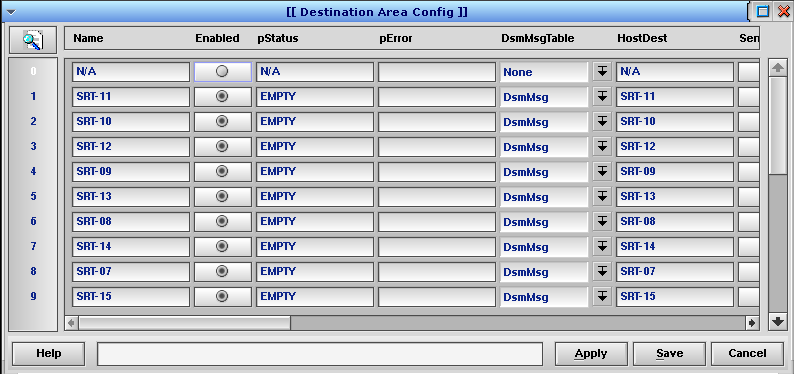 [[ Destination Area Config ]]
Name Enabled pStatus pError DsmMsgTable HostDest Sen
0 N/A N/A None N/A
1 SRT-11 EMPTY DsmMsg SRT-11
2 SRT-10 EMPTY DsmMsg SRT-10
3 SRT-12 EMPTY DsmMsg SRT-12
4 SRT-09 EMPTY DsmMsg SRT-09
5 SRT-13 EMPTY DsmMsg SRT-13
6 SRT-08 EMPTY DsmMsg SRT-08
7 SRT-14 EMPTY DsmMsg SRT-14
8 SRT-07 EMPTY DsmMsg SRT-07
9 SRT-15 EMPTY DsmMsg SRT-15
Help Apply Save Cancel